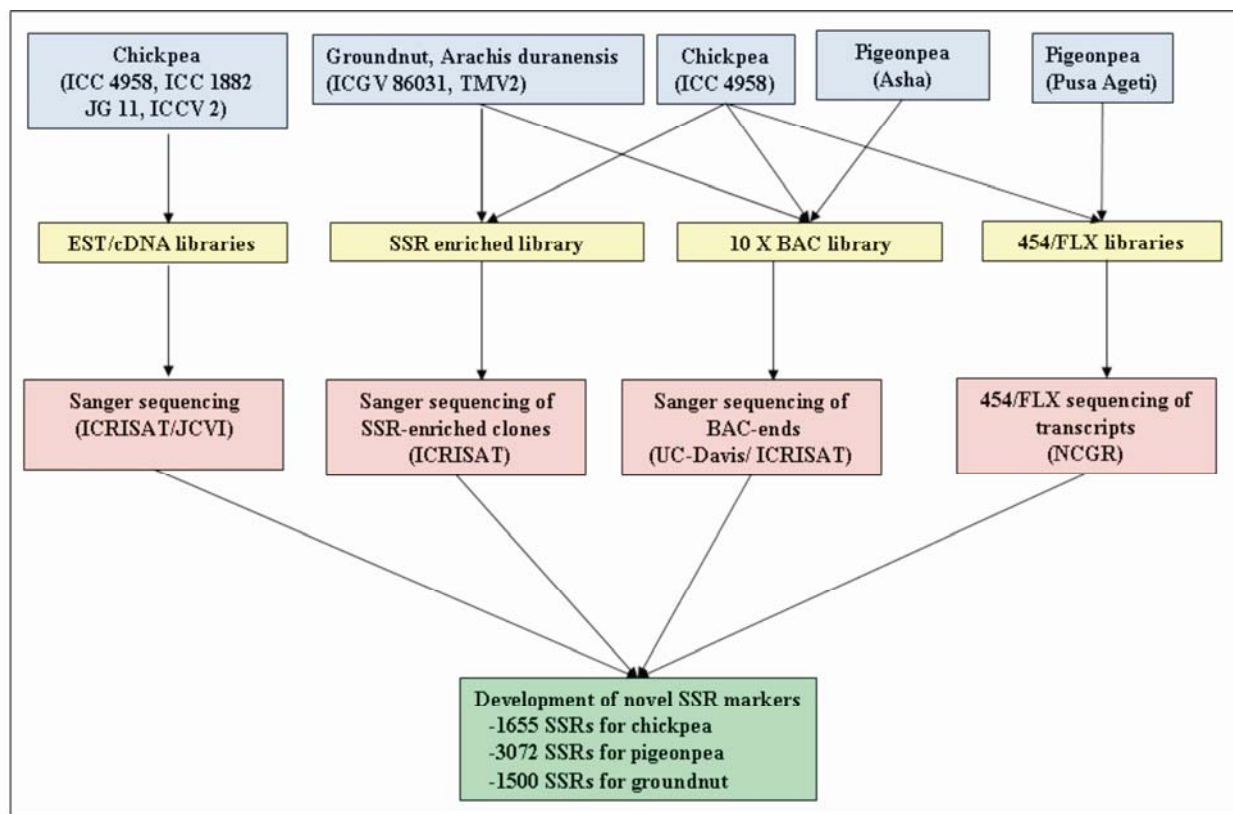 Chickpea
(ICC 4958, ICC 1882
JG 11, ICCV 2)
Groundnut, Arachis duranensis
(ICGV 86031, TMV2)
Chickpea
(ICC 4958)
Pigeonpea
(Asha)
Pigeonpea
(Pusa Ageti)
EST/cDNA libraries
SSR enriched library
10 X BAC library
454/FLX libraries
Sanger sequencing
(ICRISAT/JCVI)
Sanger sequencing of
SSR-enriched clones
(ICRISAT)
Sanger sequencing of
BAC-ends
(UC-Davis/ ICRISAT)
454/FLX sequencing of
transcripts
(NCGR)
Development of novel SSR markers
-1655 SSRs for chickpea
-3072 SSRs for pigeonpea
-1500 SSRs for groundnut